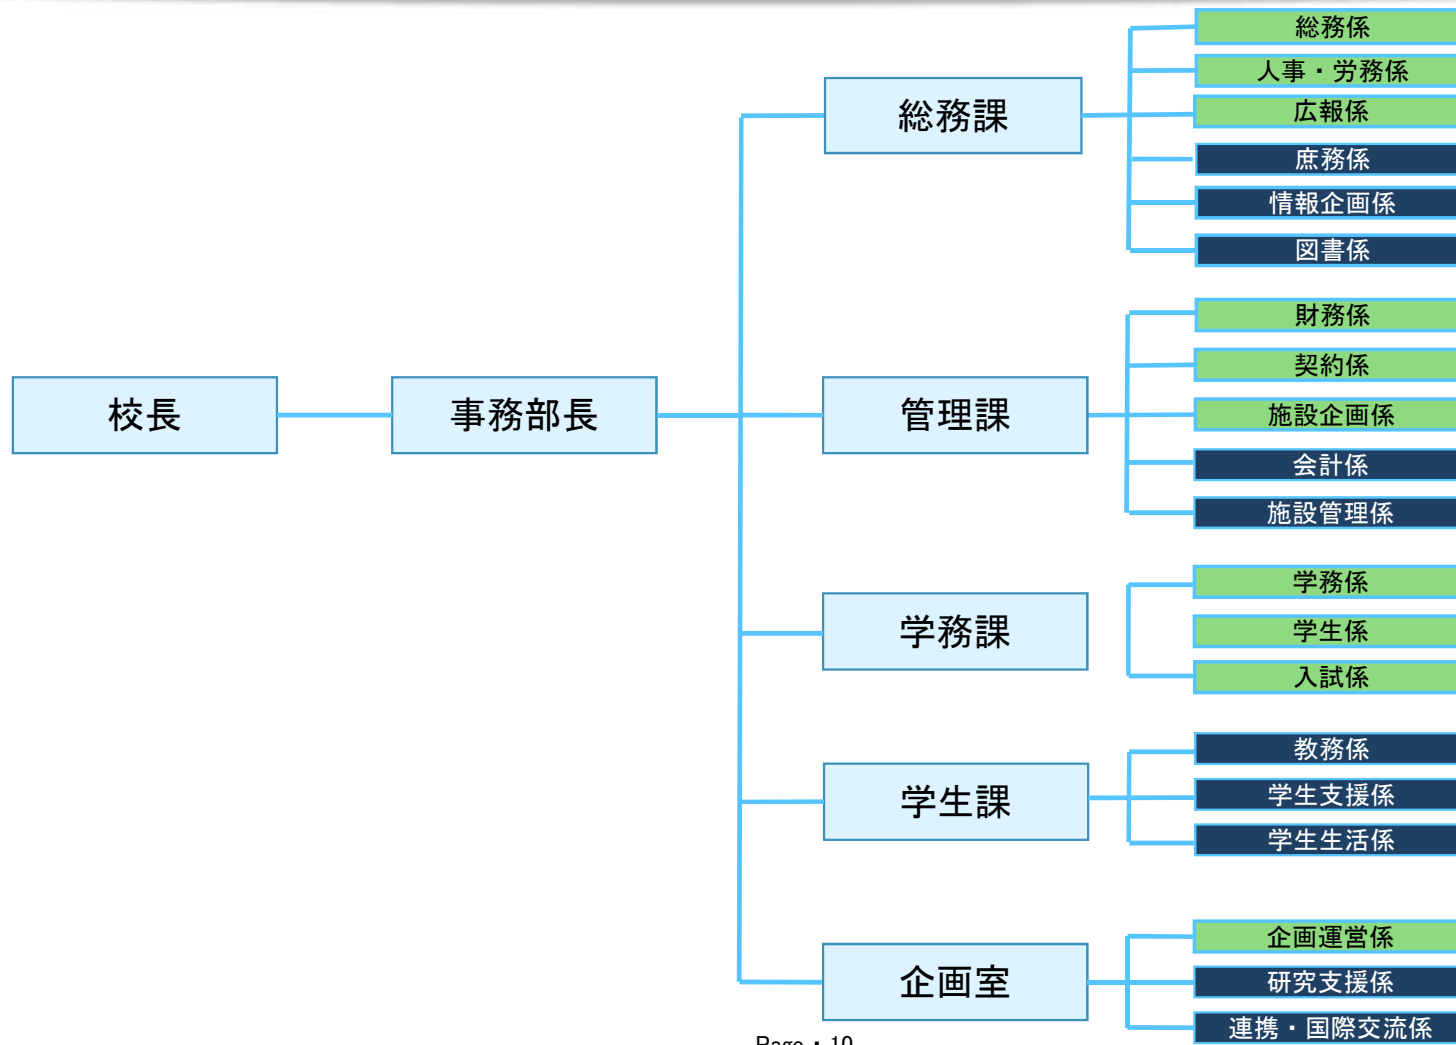 校長
事務部長
総務課
総務係
人事・労務係
広報係
庶務係
情報企画係
図書係
管理課
財務係
契約係
施設企画係
会計係
施設管理係
学務課
学務係
学生係
入試係
学生課
教務係
学生支援係
学生生活係
企画室
企画運営係
研究支援係
連携・国際交流係
Page ▪ 10